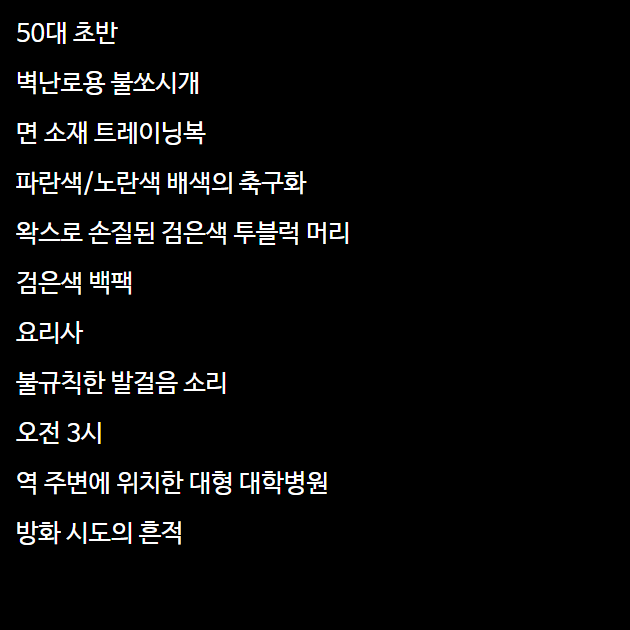 50대 초반
벽난로용 불쏘시개
면 소재 트레이닝복
파란색/노란색 배색의 축구화
왁스로 손질된 검은색 투블럭 머리
검은색 백팩
요리사
불규칙한 발걸음 소리
오전 3시
역 주변에 위치한 대형 대학병원
방화 시도의 흔적